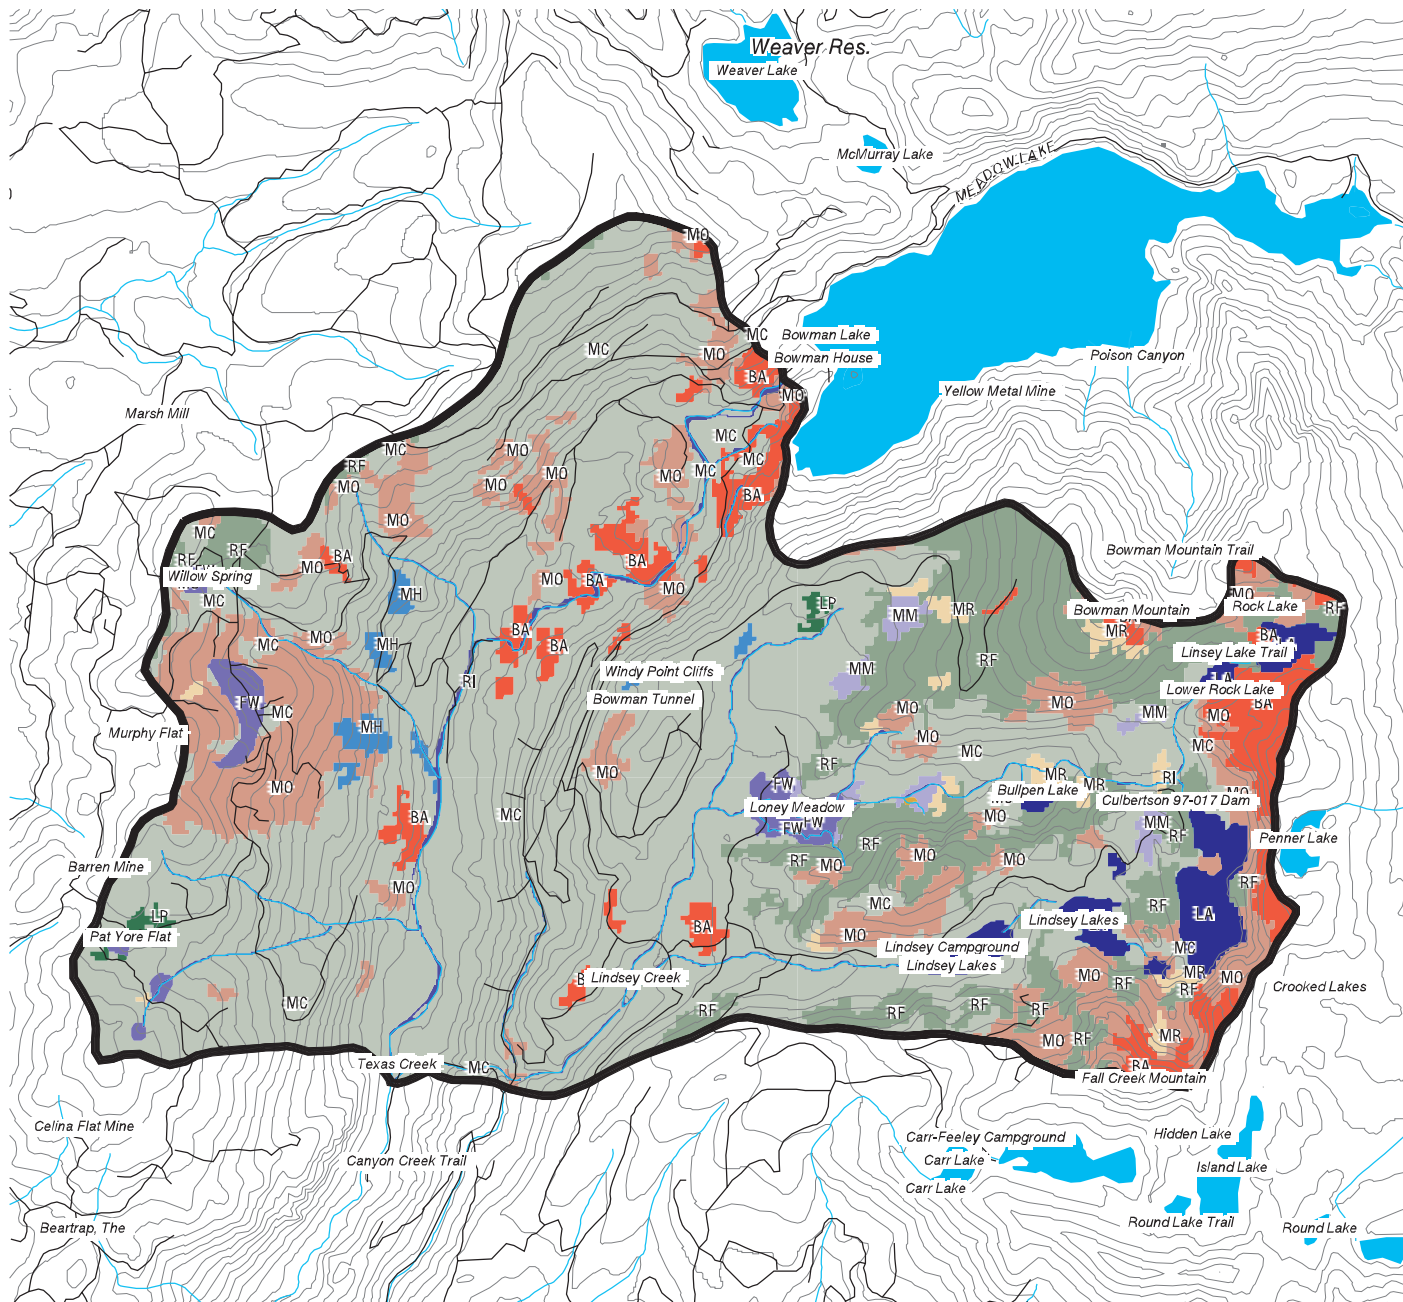 Weaver Res.
Weaver Lake
McMurray Lake
MEADOW LAKE
MO
MC
Bowman Lake
MC
MO
Bowman House
Poison Canyon
BA
Yellow Metal Mine
MO
Marsh Mill
MC
MC
MO
RF
MC
MO
MC
MO
MO
MO
BA
MO
MC
RF
Bowman Mountain Trail
RF
BA
BA
MO
Willow Spring
BA
MO
MO
MH
MO
MC
LP
Rock Lake
RF
MM
MR
Bowman Mountain
BA
MR
BA
MO
MC
MH
BA
Linsey Lake Trail
LA
RF
MM
Windy Point Cliffs
RI
LA
Lower Rock Lake
FW
MC
Bowman Tunnel
MO
MO
MM
MO
BA
MH
Murphy Flat
MO
MC
MC
MO
RF
MR
RI
MO
FW
MR
Bullpen Lake
MO
Culbertson 97-017 Dam
Loney Meadow
MC
BA
MO
FW
FW
MM
RF
Penner Lake
RF
MO
RF
MO
MO
Barren Mine
MO
RF
MC
RF
LA
LP
Lindsey Lakes
BA
Pat Yore Flat
MO
Lindsey Campground
MC
Lindsey Lakes
Lindsey Creek
MO
MR
MO
RF
RF
Crooked Lakes
MC
RF
RF
RF
RF
MO
RF
MR
Texas Creek
MC
BA
Fall Creek Mountain
Celina Flat Mine
Hidden Lake
Carr-Feeley Campground
Canyon Creek Trail
Carr Lake
Island Lake
Carr Lake
Beartrap, The
Round Lake Trail
Round Lake